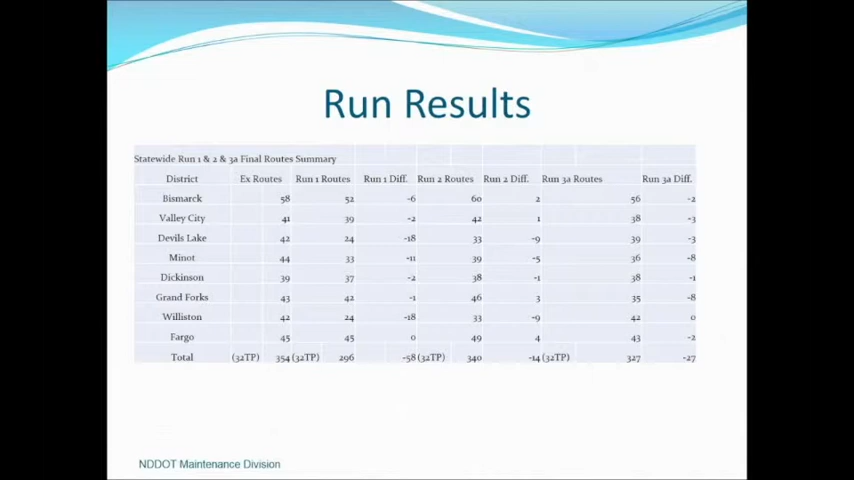 Run Results
Statewide Run 1 & 2 & 3a Final Routes Summary
District Ex Routes Run 1 Routes Run 1 Diff. Run 2 Routes Run 2 Diff. Run 3a Routes Run 3a Diff.
Bismarck 58 52 -6 60 2 56 -2
Valley City 41 39 -2 42 1 38 -3
Devils Lake 42 24 -18 33 -9 39 -3
Minot 44 33 -11 39 -5 36 -8
Dickinson 39 37 -2 38 -1 38 -1
Grand Forks 43 42 -1 46 3 35 -8
Williston 42 24 -18 33 -9 42 0
Fargo 45 45 0 49 4 43 -2
Total (32TP) 354 (32TP) 296 -58 (32TP) 340 -14 (32TP) 327 -27
NDDOT Maintenance Division